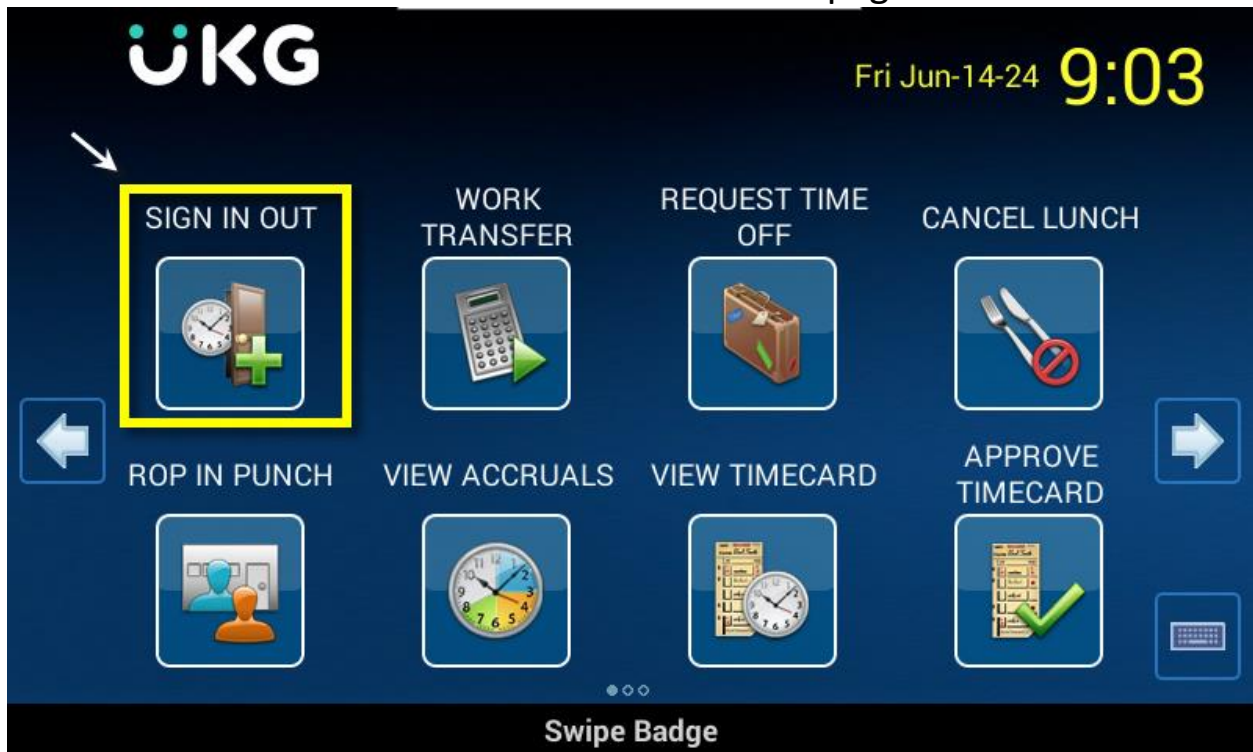 UKG
Fri Jun-14-24 9:03
SIGN IN OUT
WORK
TRANSFER
REQUEST TIME
OFF
CANCEL LUNCH
ROP IN PUNCH
VIEW ACCRUALS
VIEW TIMECARD
APPROVE
TIMECARD
Swipe Badge